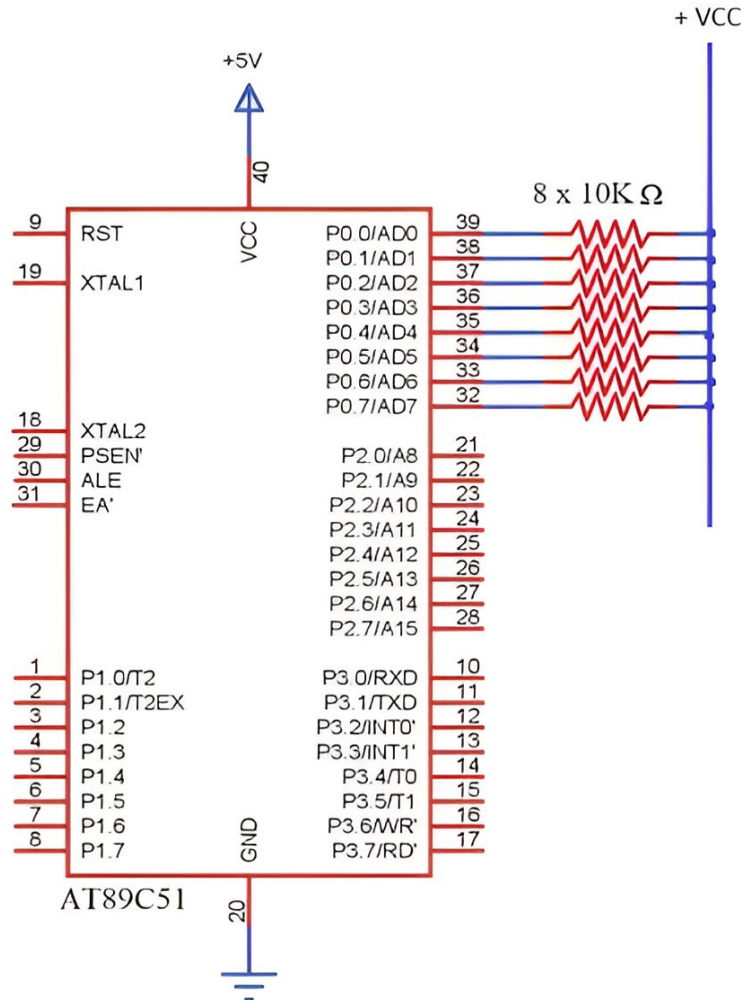 + VCC
+5V
40
VCC
8 x 10K Ω
9 RST
19 XTAL1
18 XTAL2
29 PSEN'
30 ALE
31 EA'
1 P1.0/T2
2 P1.1/T2EX
3 P1.2
4 P1.3
5 P1.4
6 P1.5
7 P1.6
8 P1.7
P0.0/AD0 39
P0.1/AD1 38
P0.2/AD2 37
P0.3/AD3 36
P0.4/AD4 35
P0.5/AD5 34
P0.6/AD6 33
P0.7/AD7 32
P2.0/A8 21
P2.1/A9 22
P2.2/A10 23
P2.3/A11 24
P2.4/A12 25
P2.5/A13 26
P2.6/A14 27
P2.7/A15 28
P3.0/RXD 10
P3.1/TXD 11
P3.2/INT0' 12
P3.3/INT1' 13
P3.4/T0 14
P3.5/T1 15
P3.6/WR' 16
P3.7/RD' 17
GND
20
AT89C51